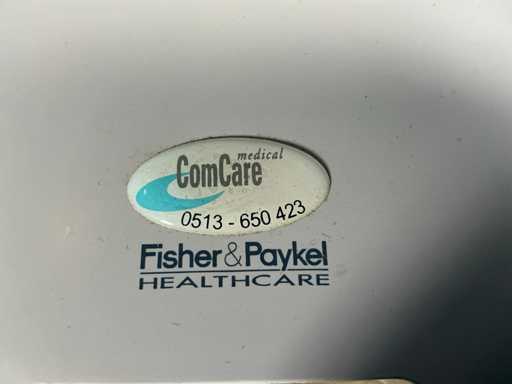 medical
ComCare
0513 - 650 423
Fisher&Paykel
HEALTHCARE